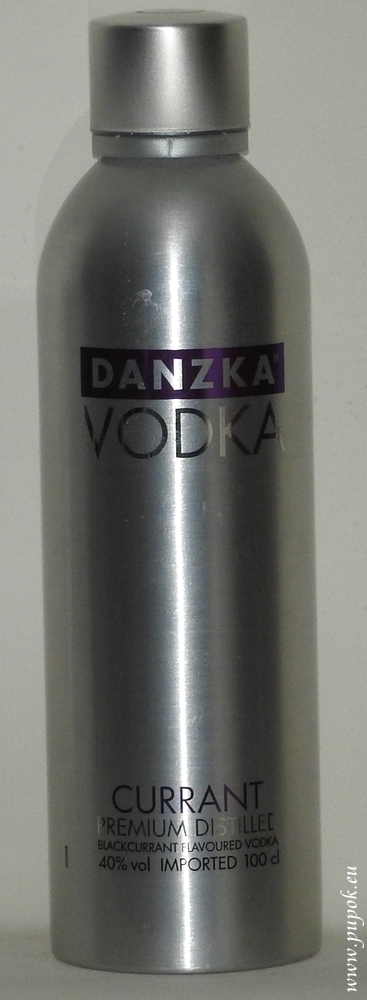 DANZKA®
VODKA
CURRANT
PREMIUM DISTILLED
BLACKCURRANT FLAVOURED VODKA
40% vol IMPORTED 100 cl
www.pupok.eu